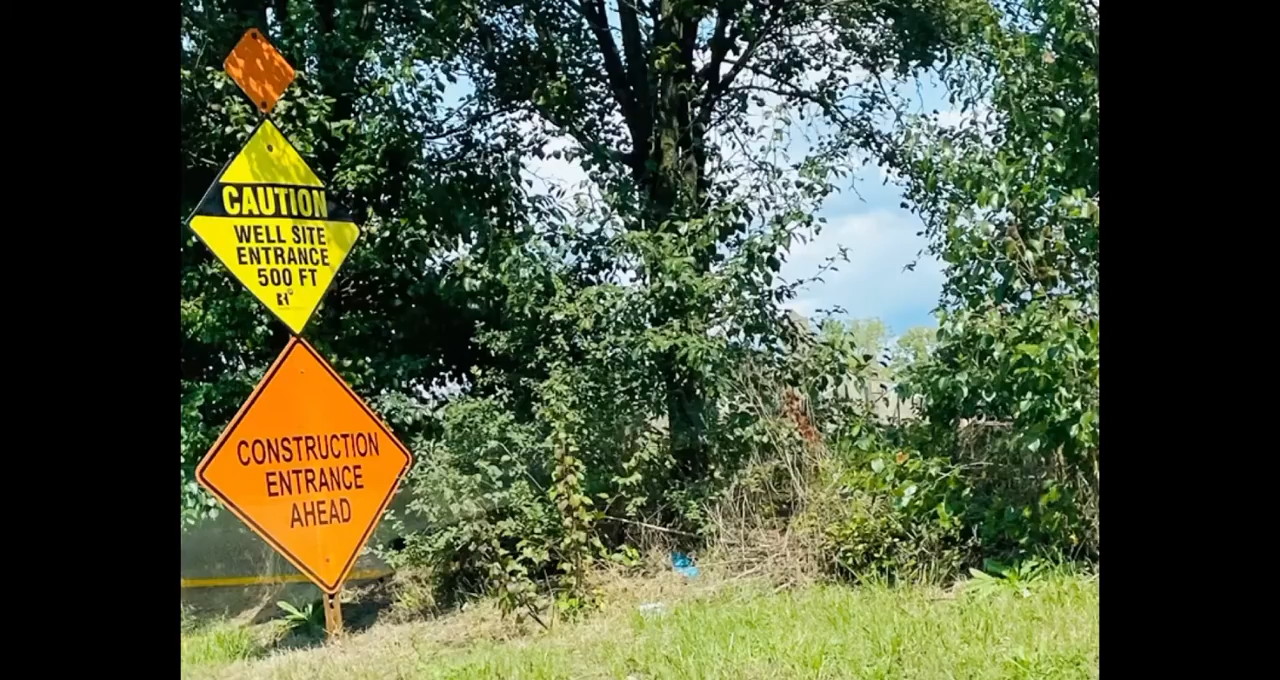 CAUTION
WELL SITE
ENTRANCE
500 FT
CONSTRUCTION
ENTRANCE
AHEAD